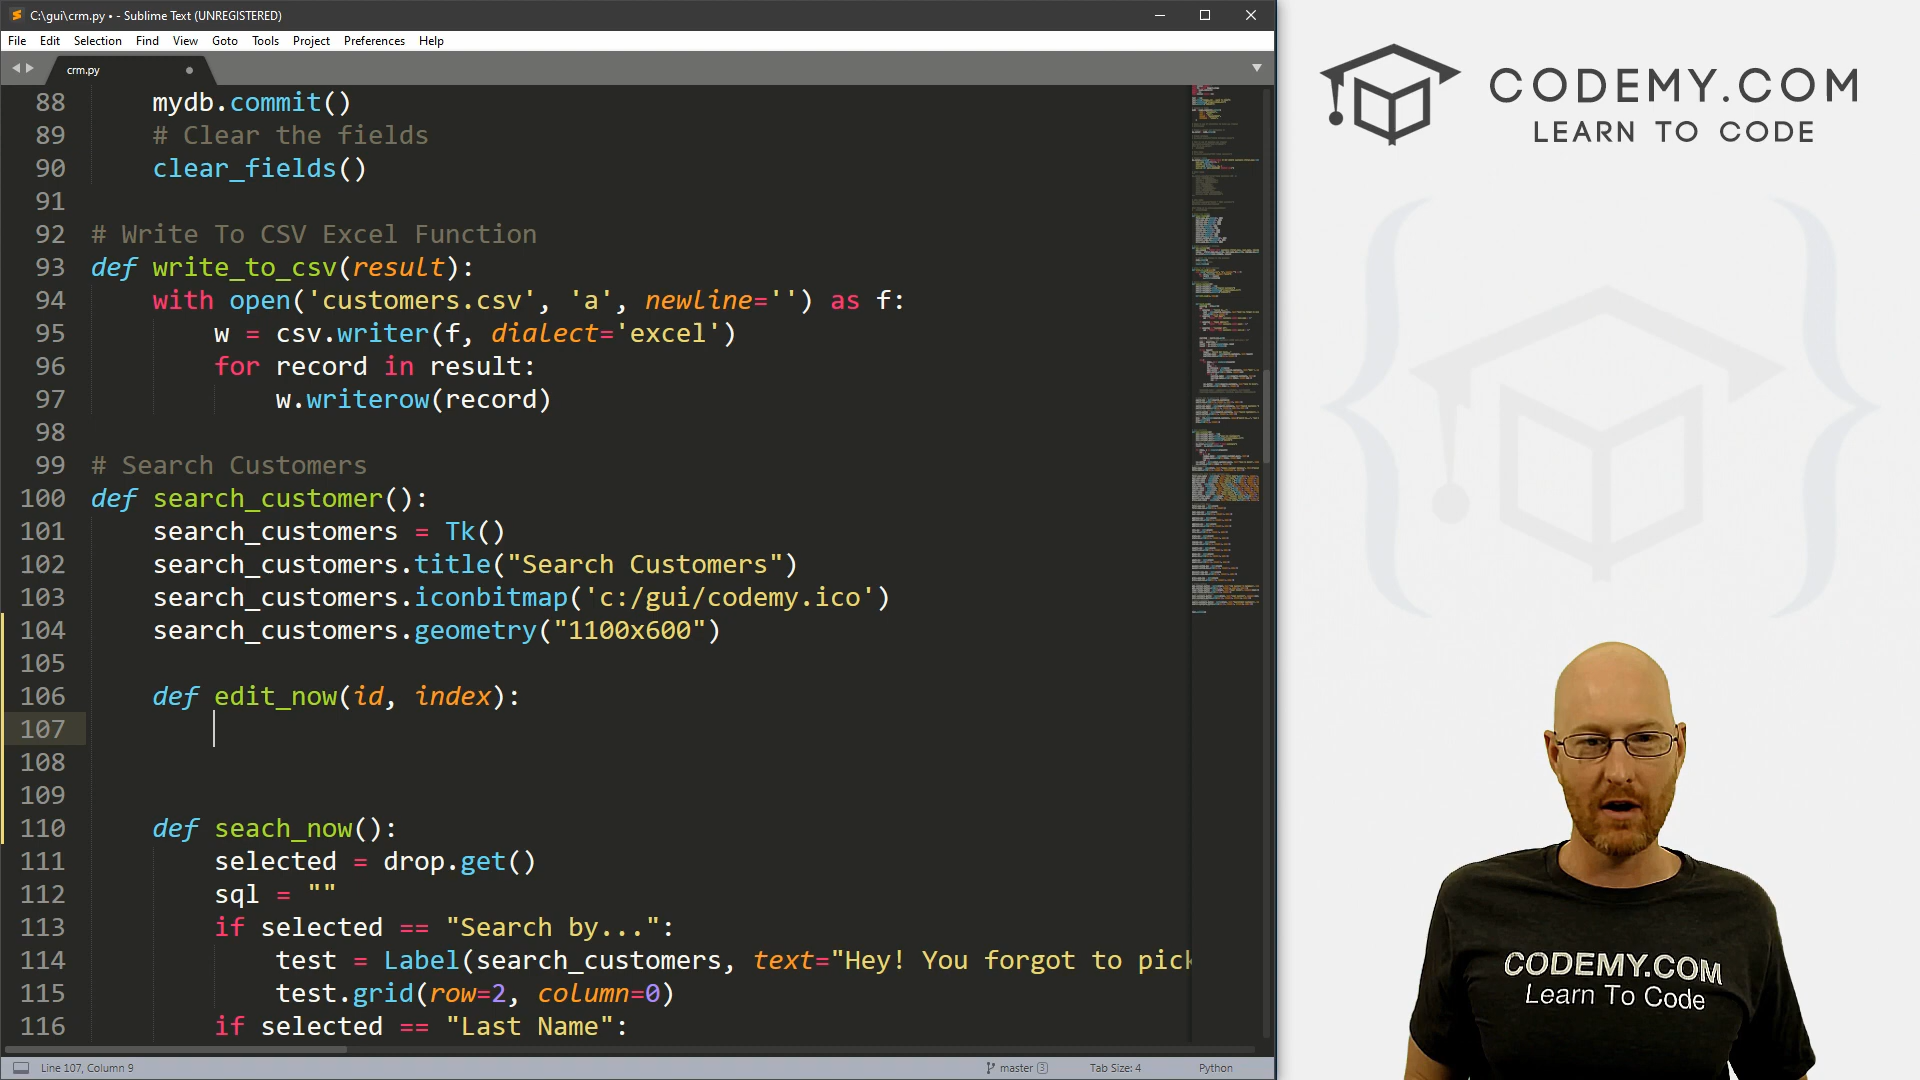 C:\gui\crm.py • - Sublime Text (UNREGISTERED)
File Edit Selection Find View Goto Tools Project Preferences Help
crm.py
88 mydb.commit()
89 # Clear the fields
90 clear_fields()
91
92 # Write To CSV Excel Function
93 def write_to_csv(result):
94 with open('customers.csv', 'a', newline='') as f:
95 w = csv.writer(f, dialect='excel')
96 for record in result:
97 w.writerow(record)
98
99 # Search Customers
100 def search_customer():
101 search_customers = Tk()
102 search_customers.title("Search Customers")
103 search_customers.iconbitmap('c:/gui/codemy.ico')
104 search_customers.geometry("1100x600")
105
106 def edit_now(id, index):
107
108
109
110 def seach_now():
111 selected = drop.get()
112 sql = ""
113 if selected == "Search by...":
114 test = Label(search_customers, text="Hey! You forgot to pick
115 test.grid(row=2, column=0)
116 if selected == "Last Name":
Line 107, Column 9 master 3 Tab Size: 4 Python
CODEMY.COM
LEARN TO CODE
CODEMY.COM
Learn To Code